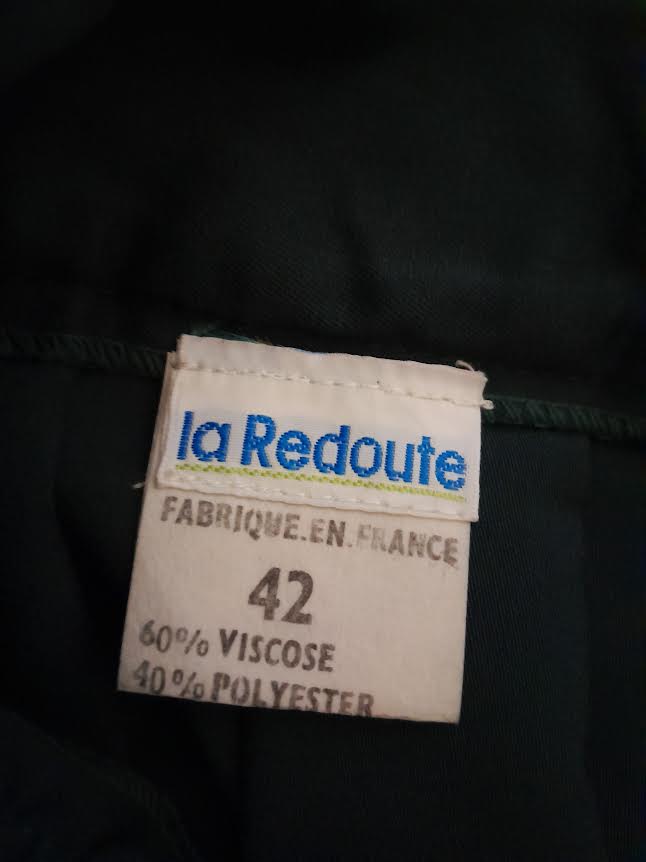 la Redoute
FABRIQUE.EN.FRANCE
42
60% VISCOSE
40% POLYESTER